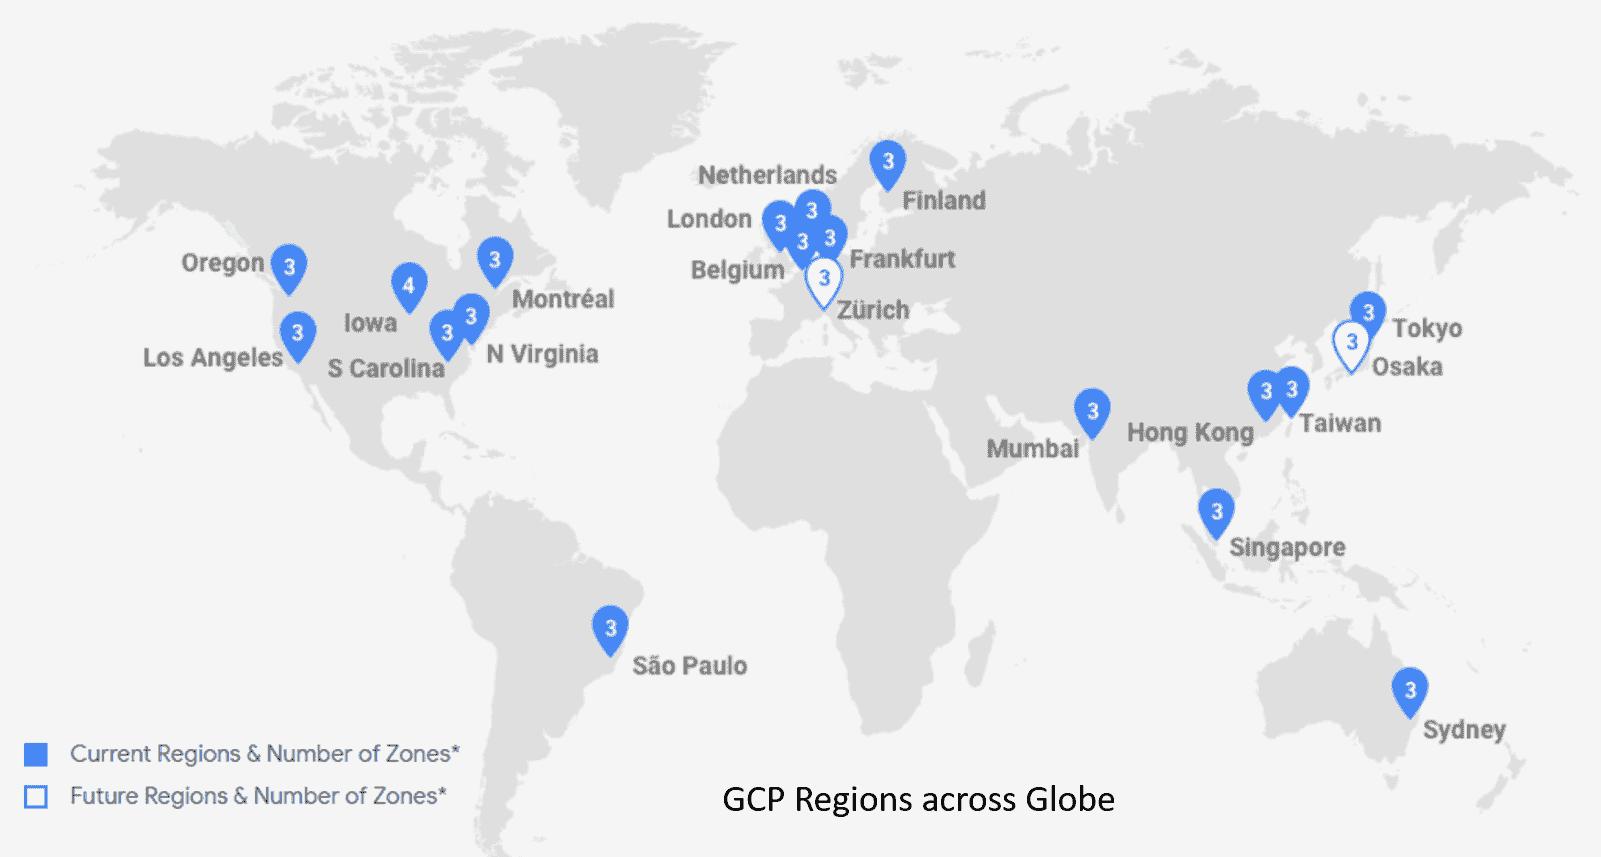 3
Finland
Netherlands
3
London
3
3
3
Frankfurt
Belgium
3
Zürich
Oregon
3
4
Iowa
3
Montréal
3
Los Angeles
3
S Carolina
3
N Virginia
3
Tokyo
3
Osaka
3
Mumbai
3
Hong Kong
3
Taiwan
3
Singapore
3
São Paulo
3
Sydney
Current Regions & Number of Zones*
Future Regions & Number of Zones*
GCP Regions across Globe